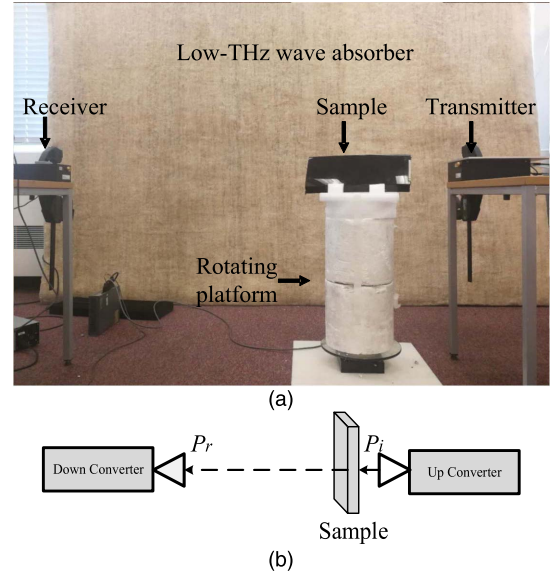 Low-THz wave absorber
Receiver
Sample
Transmitter
Rotating
platform
(a)
Pr
Pi
Down Converter
Up Converter
Sample
(b)